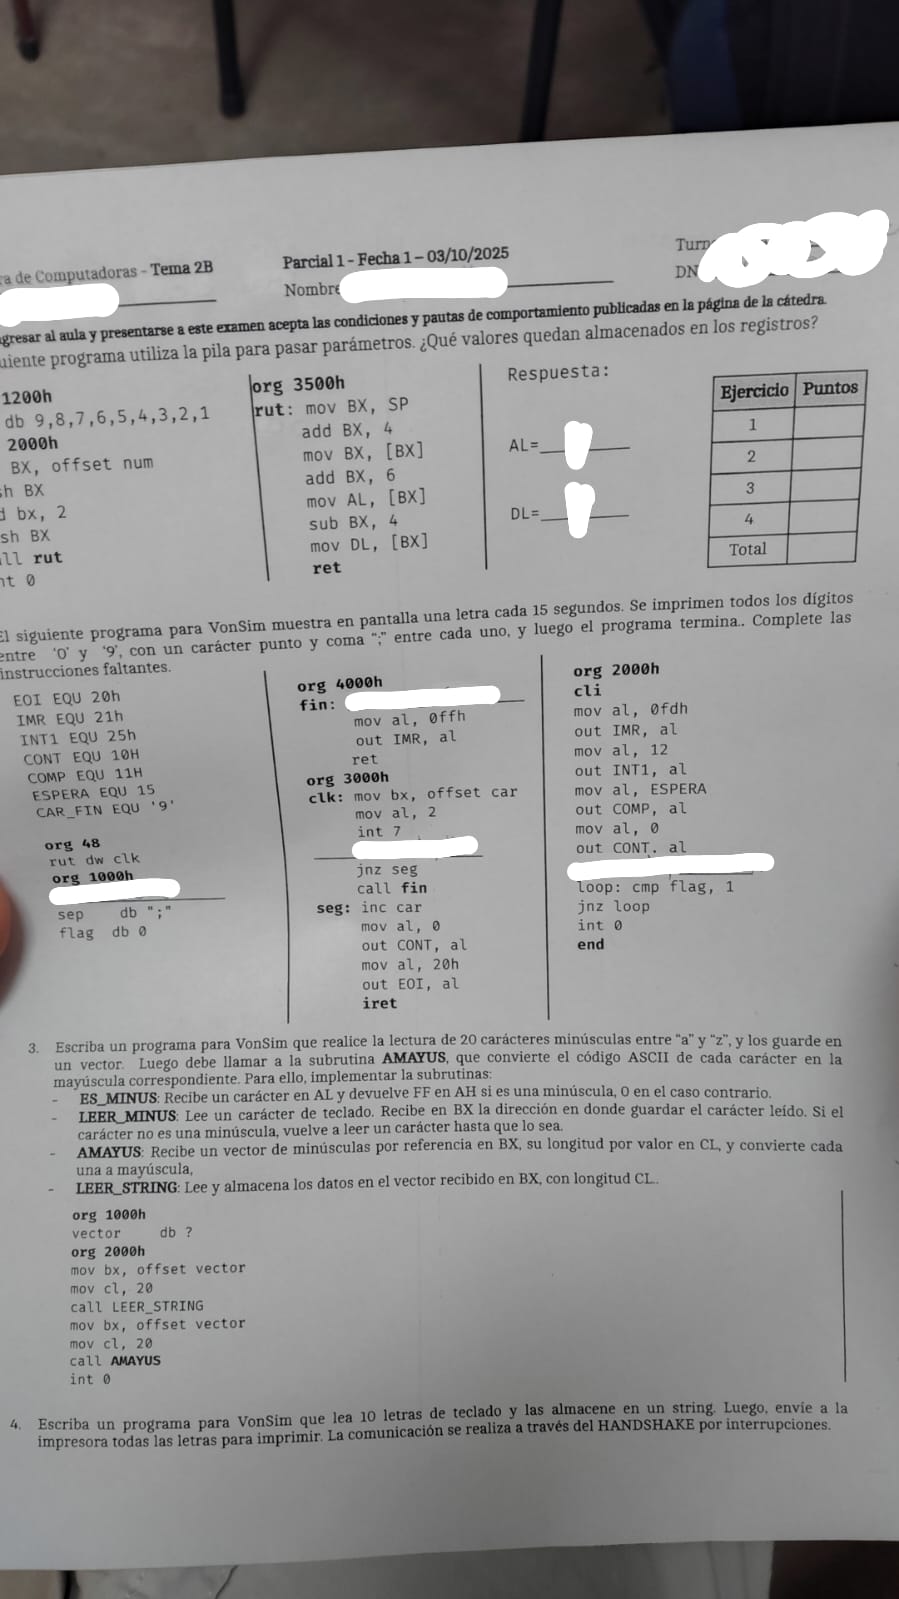 ra de Computadoras - Tema 2B
Parcial 1 - Fecha 1 – 03/10/2025
Turn
Nombre
DN
gresar al aula y presentarse a este examen acepta las condiciones y pautas de comportamiento publicadas en la página de la cátedra.
uiente programa utiliza la pila para pasar parámetros. ¿Qué valores quedan almacenados en los registros?
1200h
db 9,8,7,6,5,4,3,2,1
2000h
BX, offset num
sh BX
d bx, 2
sh BX
ll rut
nt 0
org 3500h
rut: mov BX, SP
add BX, 4
mov BX, [BX]
add BX, 6
mov AL, [BX]
sub BX, 4
mov DL, [BX]
ret
Respuesta:
AL=
DL=
Ejercicio Puntos
1
2
3
4
Total
El siguiente programa para VonSim muestra en pantalla una letra cada 15 segundos. Se imprimen todos los dígitos
entre '0' y '9', con un carácter punto y coma ";" entre cada uno, y luego el programa termina.. Complete las
instrucciones faltantes.
EOI EQU 20h
IMR EQU 21h
INT1 EQU 25h
CONT EQU 10H
COMP EQU 11H
ESPERA EQU 15
CAR_FIN EQU '9'
org 48
rut dw clk
org 1000h
sep db ";"
flag db 0
org 4000h
fin:
mov al, 0ffh
out IMR, al
ret
org 3000h
clk: mov bx, offset car
mov al, 2
int 7
jnz seg
call fin
seg: inc car
mov al, 0
out CONT, al
mov al, 20h
out EOI, al
iret
org 2000h
cli
mov al, 0fdh
out IMR, al
mov al, 12
out INT1, al
mov al, ESPERA
out COMP, al
mov al, 0
out CONT, al
loop: cmp flag, 1
jnz loop
int 0
end
3. Escriba un programa para VonSim que realice la lectura de 20 carácteres minúsculas entre "a" y "z", y los guarde en
un vector. Luego debe llamar a la subrutina AMAYUS, que convierte el código ASCII de cada carácter en la
mayúscula correspondiente. Para ello, implementar la subrutinas:
- ES_MINUS: Recibe un carácter en AL y devuelve FF en AH si es una minúscula, 0 en el caso contrario.
- LEER_MINUS: Lee un carácter de teclado. Recibe en BX la dirección en donde guardar el carácter leído. Si el
carácter no es una minúscula, vuelve a leer un carácter hasta que lo sea.
- AMAYUS: Recibe un vector de minúsculas por referencia en BX, su longitud por valor en CL, y convierte cada
una a mayúscula,
- LEER_STRING: Lee y almacena los datos en el vector recibido en BX, con longitud CL..
org 1000h
vector db ?
org 2000h
mov bx, offset vector
mov cl, 20
call LEER_STRING
mov bx, offset vector
mov cl, 20
call AMAYUS
int 0
4. Escriba un programa para VonSim que lea 10 letras de teclado y las almacene en un string. Luego, envíe a la
impresora todas las letras para imprimir. La comunicación se realiza a través del HANDSHAKE por interrupciones.